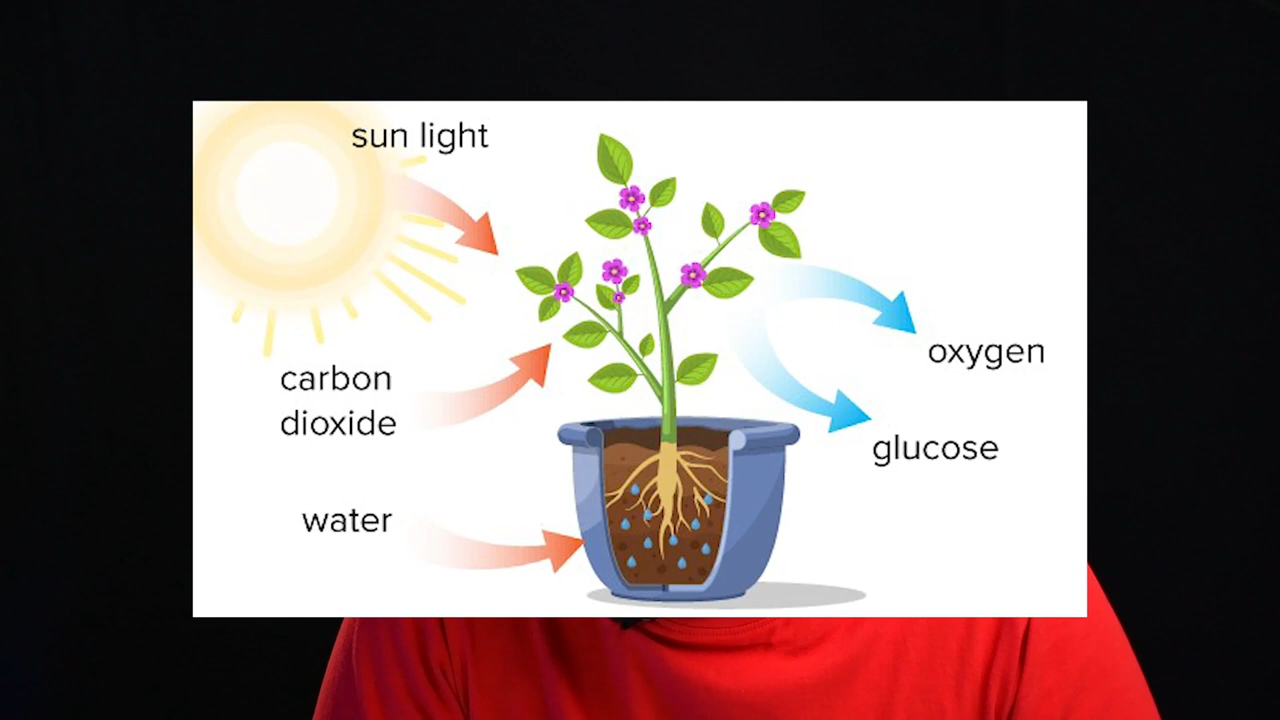 sun light
carbon
dioxide
water
oxygen
glucose